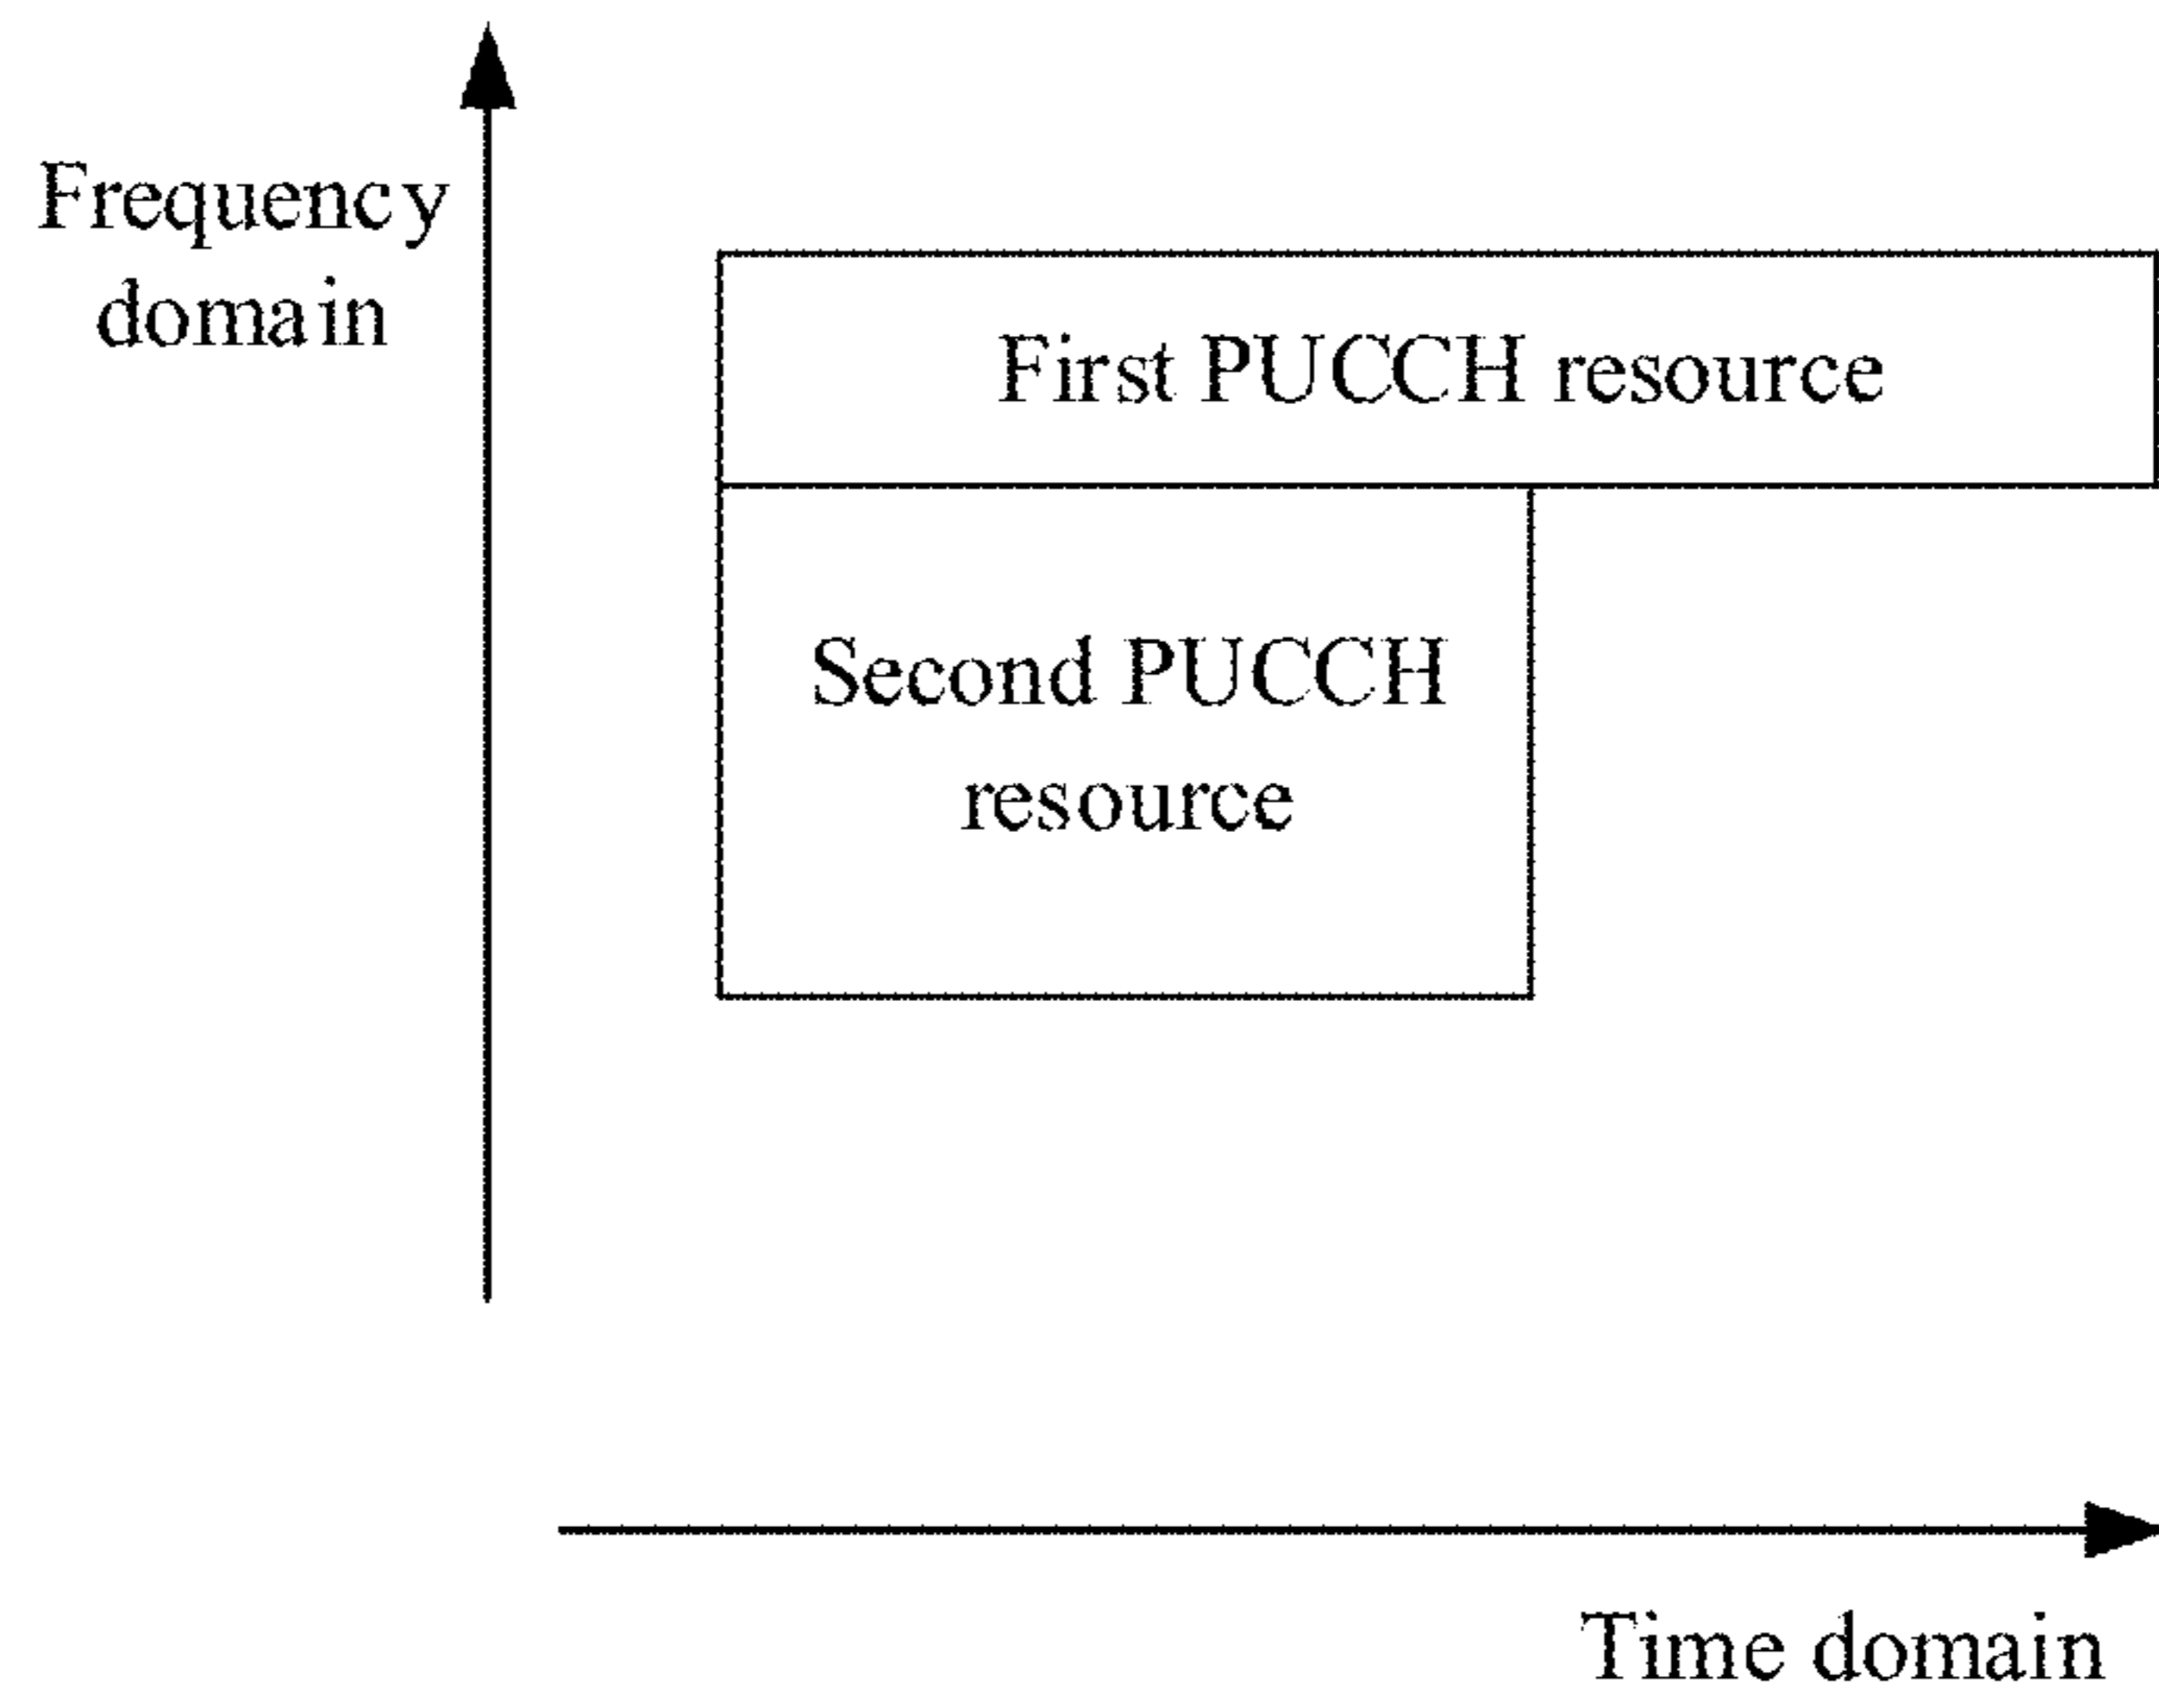 Frequency
domain
First PUCCH resource
Second PUCCH
resource
Time domain